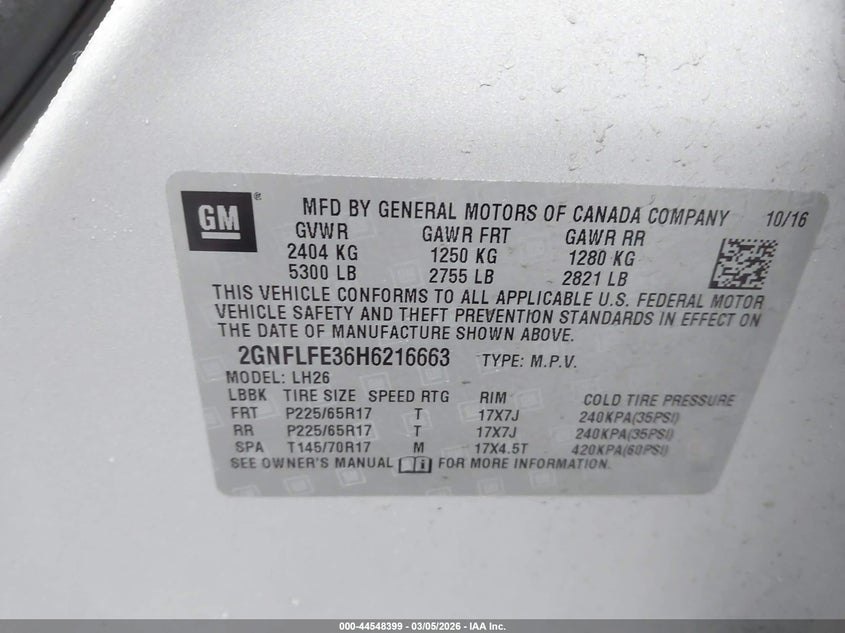 GM ® MFD BY GENERAL MOTORS OF CANADA COMPANY 10/16
GVWR GAWR FRT GAWR RR
2404 KG 1250 KG 1280 KG
5300 LB 2755 LB 2821 LB
THIS VEHICLE CONFORMS TO ALL APPLICABLE U.S. FEDERAL MOTOR
VEHICLE SAFETY AND THEFT PREVENTION STANDARDS IN EFFECT ON
THE DATE OF MANUFACTURE SHOWN ABOVE.
2GNFLFE36H6216663 TYPE: M.P.V.
MODEL: LH26
LBBK TIRE SIZE SPEED RTG RIM COLD TIRE PRESSURE
FRT P225/65R17 T 17X7J 240KPA(35PSI)
RR P225/65R17 T 17X7J 240KPA(35PSI)
SPA T145/70R17 M 17X4.5T 420KPA(60PSI)
SEE OWNER'S MANUAL FOR MORE INFORMATION.
000-44548399 | 03/05/2026 - IAA Inc.